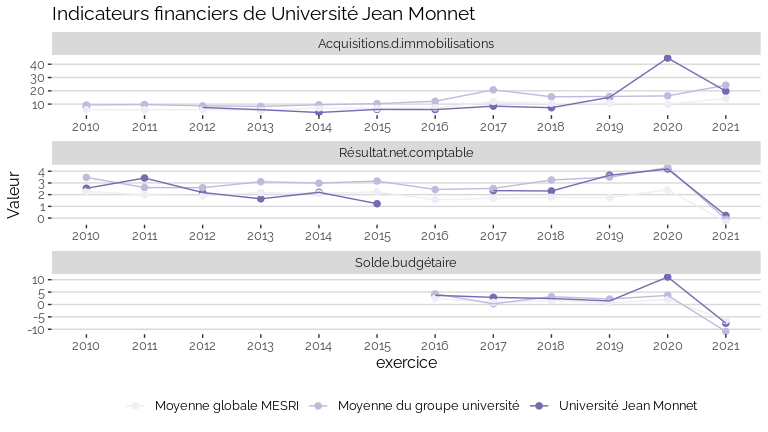 Indicateurs financiers de Université Jean Monnet
Acquisitions.d.immobilisations
40
30
20
10
2010 2011 2012 2013 2014 2015 2016 2017 2018 2019 2020 2021
Résultat.net.comptable
4
3
2
1
0
2010 2011 2012 2013 2014 2015 2016 2017 2018 2019 2020 2021
Valeur
Solde.budgétaire
10
5
0
-5
-10
2010 2011 2012 2013 2014 2015 2016 2017 2018 2019 2020 2021
exercice
Moyenne globale MESRI Moyenne du groupe université Université Jean Monnet